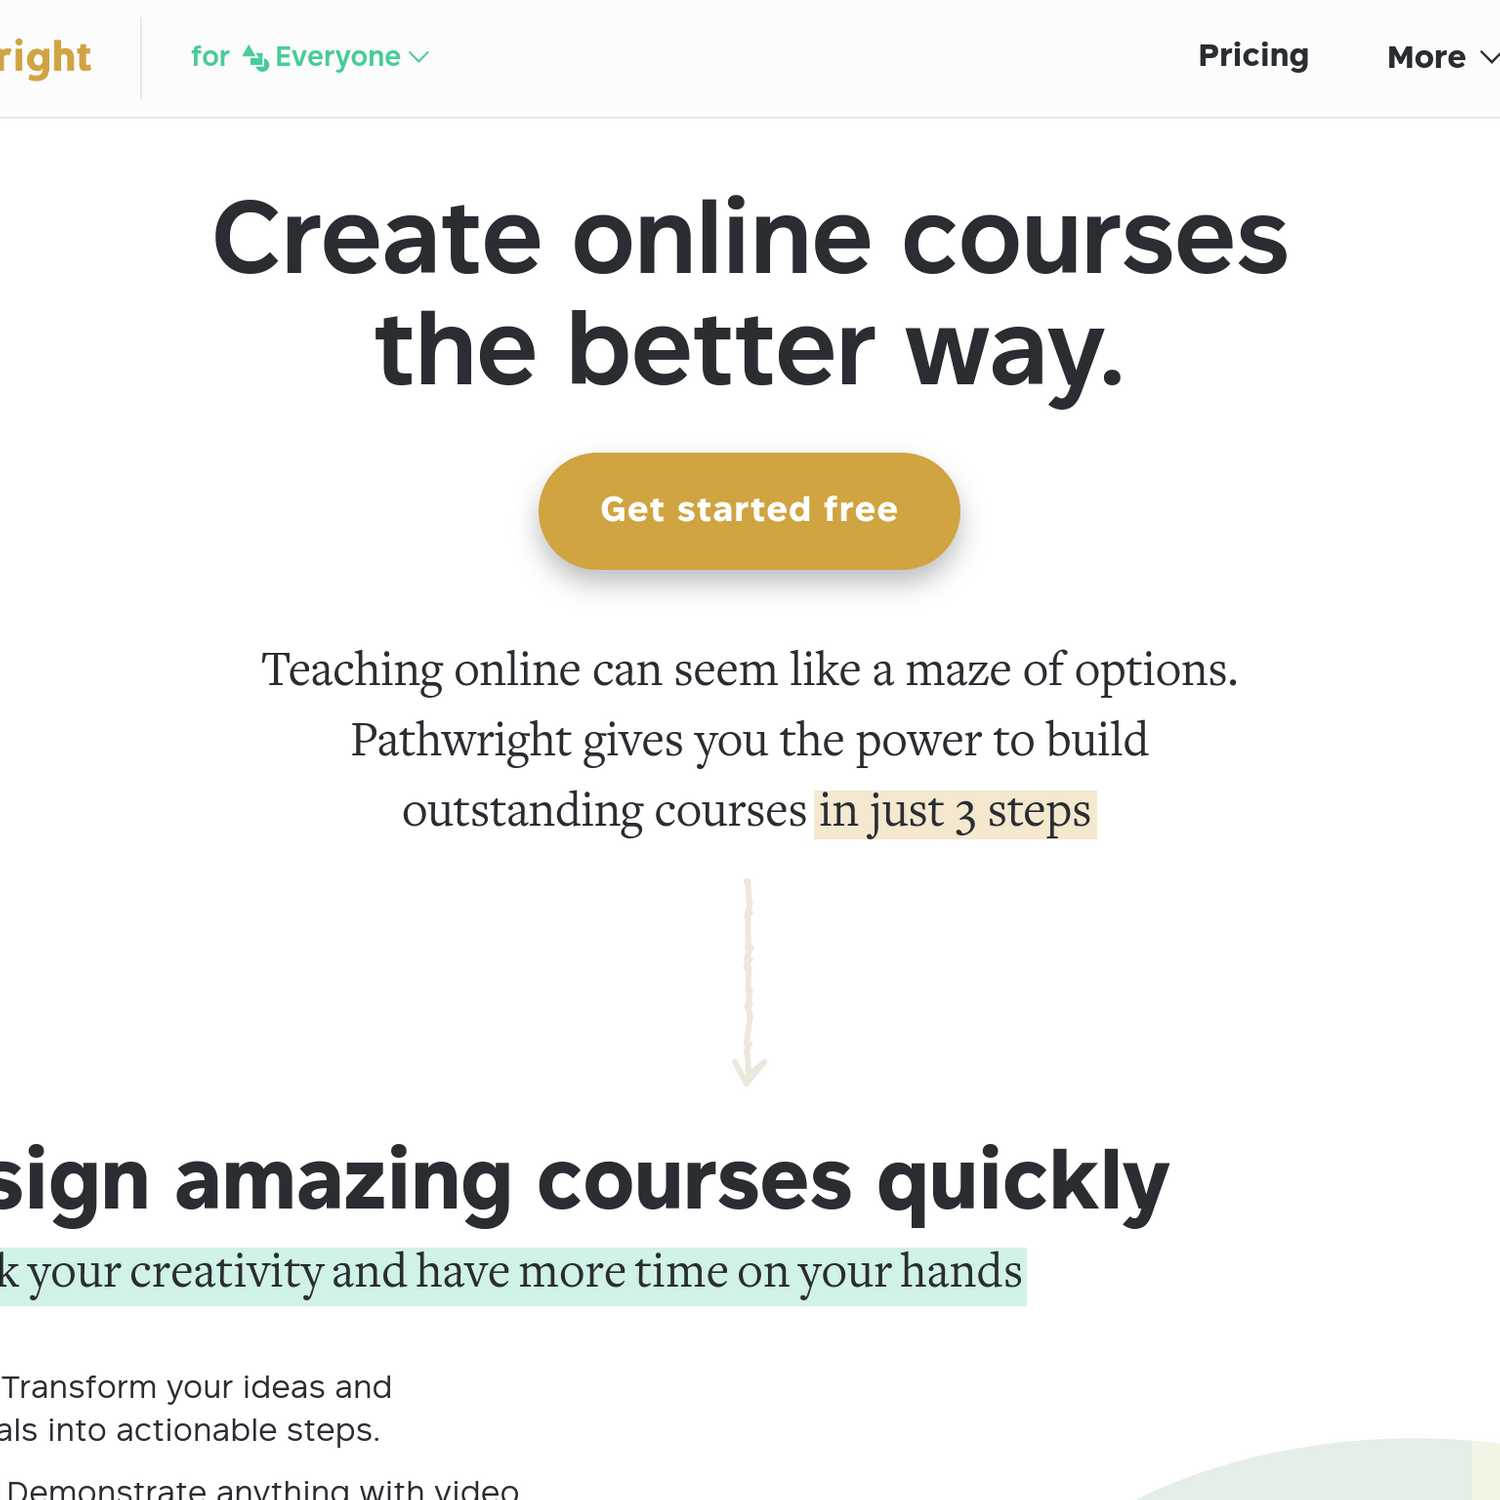 right
for Everyone
Pricing
More
Create online courses
the better way.
Get started free
Teaching online can seem like a maze of options.
Pathwright gives you the power to build
outstanding courses in just 3 steps
sign amazing courses quickly
k your creativity and have more time on your hands
Transform your ideas and
als into actionable steps.
Demonstrate anything with video